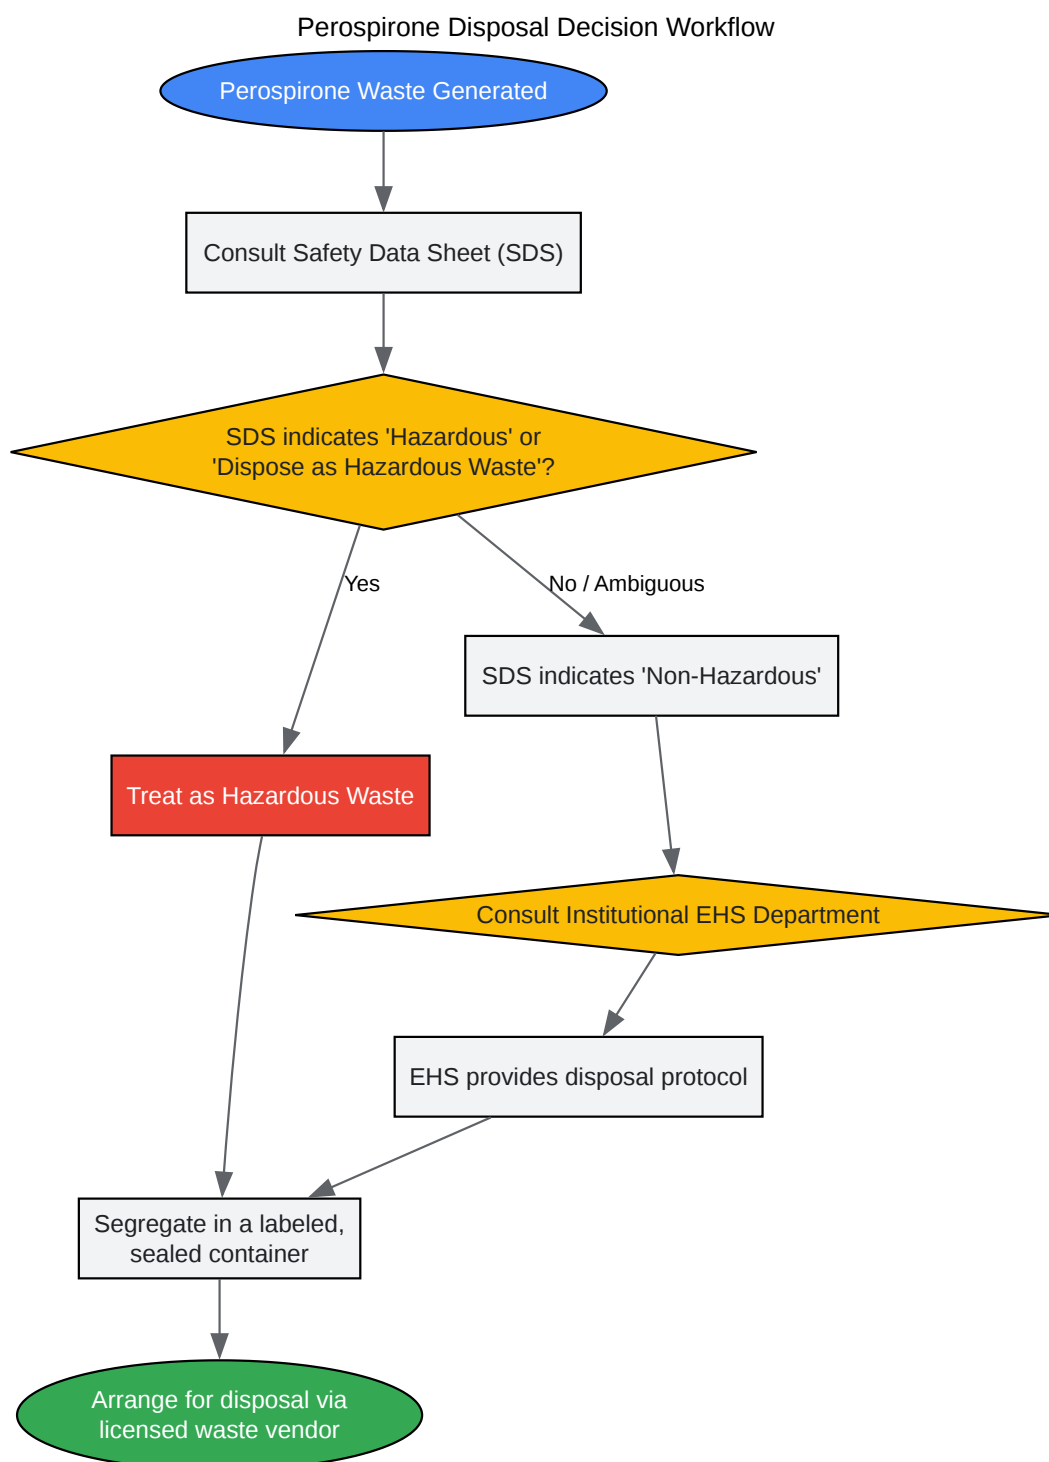 Perospirone Disposal Decision Workflow
Perospirone Waste Generated
Consult Safety Data Sheet (SDS)
SDS indicates 'Hazardous' or
'Dispose as Hazardous Waste'?
Yes
No / Ambiguous
SDS indicates 'Non-Hazardous'
Treat as Hazardous Waste
Consult Institutional EHS Department
EHS provides disposal protocol
Segregate in a labeled,
sealed container
Arrange for disposal via
licensed waste vendor